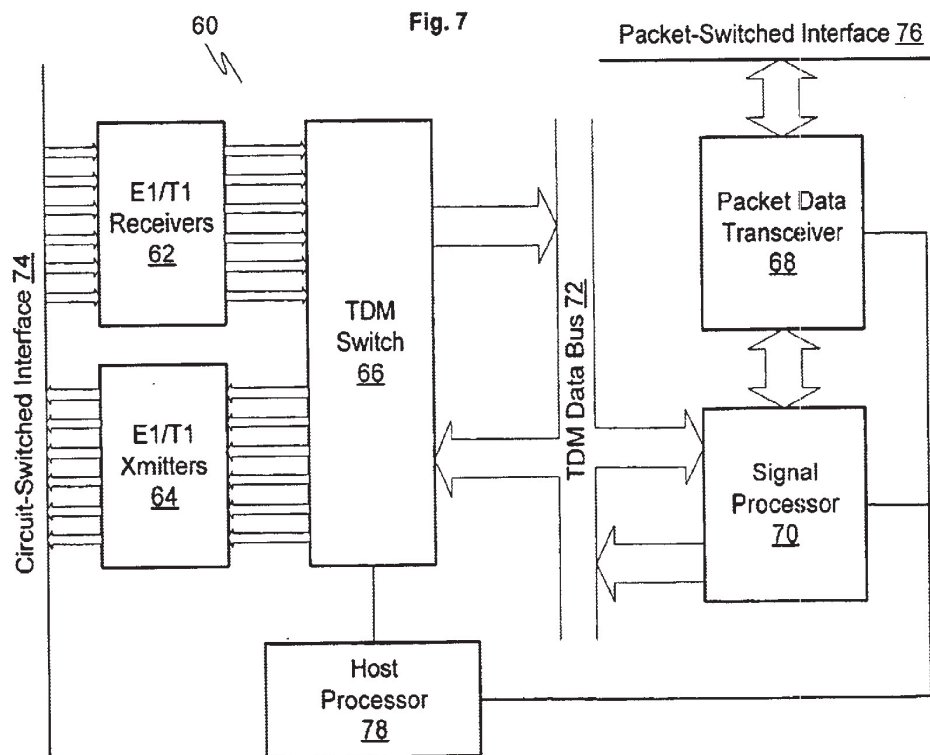 60
Fig. 7
Packet-Switched Interface 76
E1/T1
Receivers
62
TDM
Switch
66
Packet Data
Transceiver
68
Circuit-Switched Interface 74
TDM Data Bus 72
E1/T1
Xmitters
64
Signal
Processor
70
Host
Processor
78